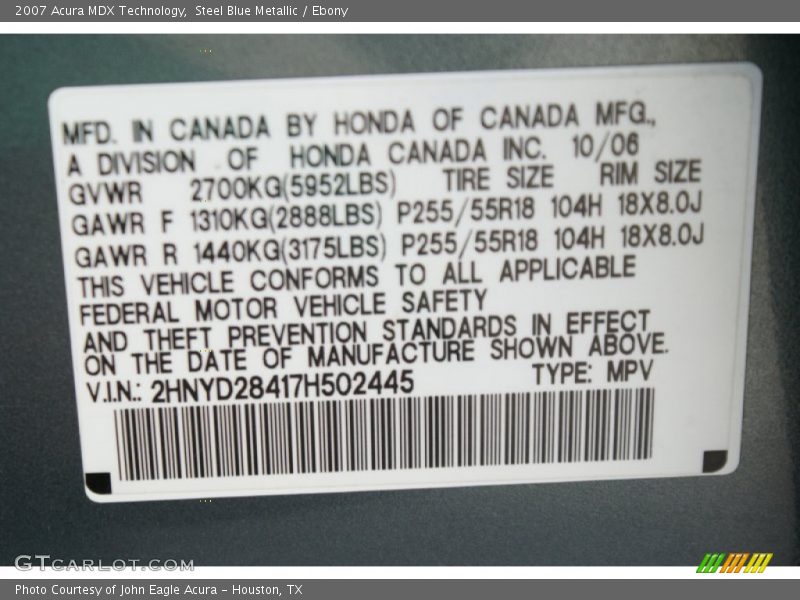 2007 Acura MDX Technology, Steel Blue Metallic / Ebony
MFD. IN CANADA BY HONDA OF CANADA MFG.,
A DIVISION OF HONDA CANADA INC. 10/06
GVWR 2700KG(5952LBS) TIRE SIZE RIM SIZE
GAWR F 1310KG(2888LBS) P255/55R18 104H 18X8.0J
GAWR R 1440KG(3175LBS) P255/55R18 104H 18X8.0J
THIS VEHICLE CONFORMS TO ALL APPLICABLE
FEDERAL MOTOR VEHICLE SAFETY
AND THEFT PREVENTION STANDARDS IN EFFECT
ON THE DATE OF MANUFACTURE SHOWN ABOVE.
V.I.N.: 2HNYD28417H502445 TYPE: MPV
GTCARLOT.COM
Photo Courtesy of John Eagle Acura - Houston, TX